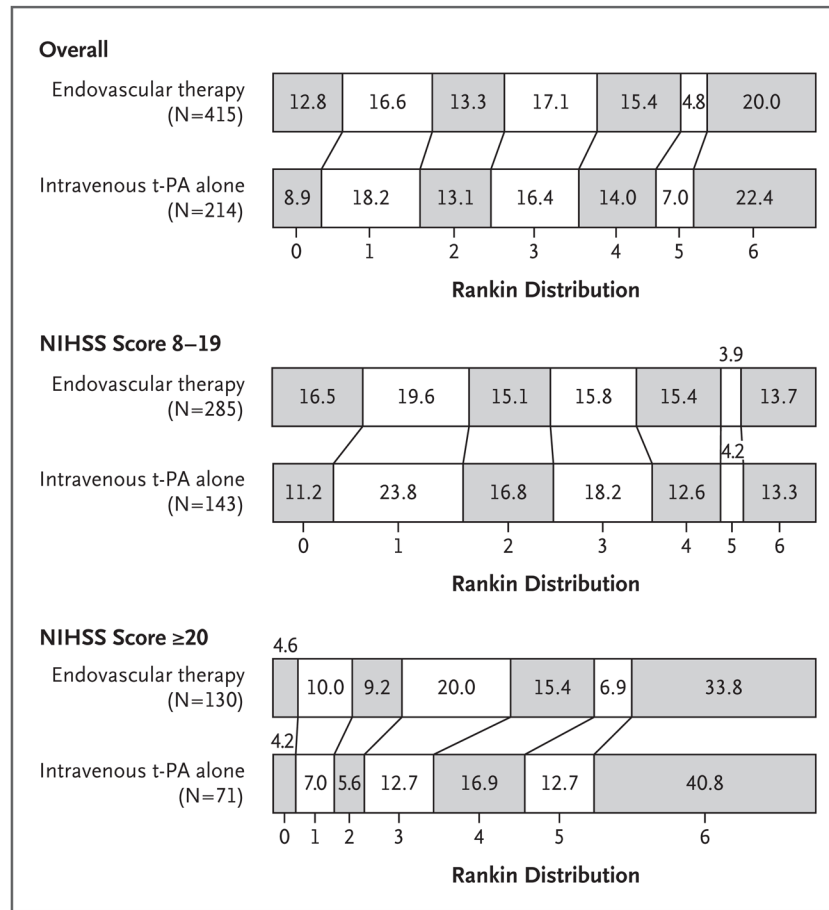 Overall
Endovascular therapy
(N=415)
12.8 16.6 13.3 17.1 15.4 4.8 20.0
Intravenous t-PA alone
(N=214)
8.9 18.2 13.1 16.4 14.0 7.0 22.4
0 1 2 3 4 5 6
Rankin Distribution
NIHSS Score 8–19
3.9
Endovascular therapy
(N=285)
16.5 19.6 15.1 15.8 15.4 13.7
4.2
Intravenous t-PA alone
(N=143)
11.2 23.8 16.8 18.2 12.6 13.3
0 1 2 3 4 5 6
Rankin Distribution
NIHSS Score ≥20
4.6
Endovascular therapy
(N=130)
10.0 9.2 20.0 15.4 6.9 33.8
4.2
Intravenous t-PA alone
(N=71)
7.0 5.6 12.7 16.9 12.7 40.8
0 1 2 3 4 5 6
Rankin Distribution